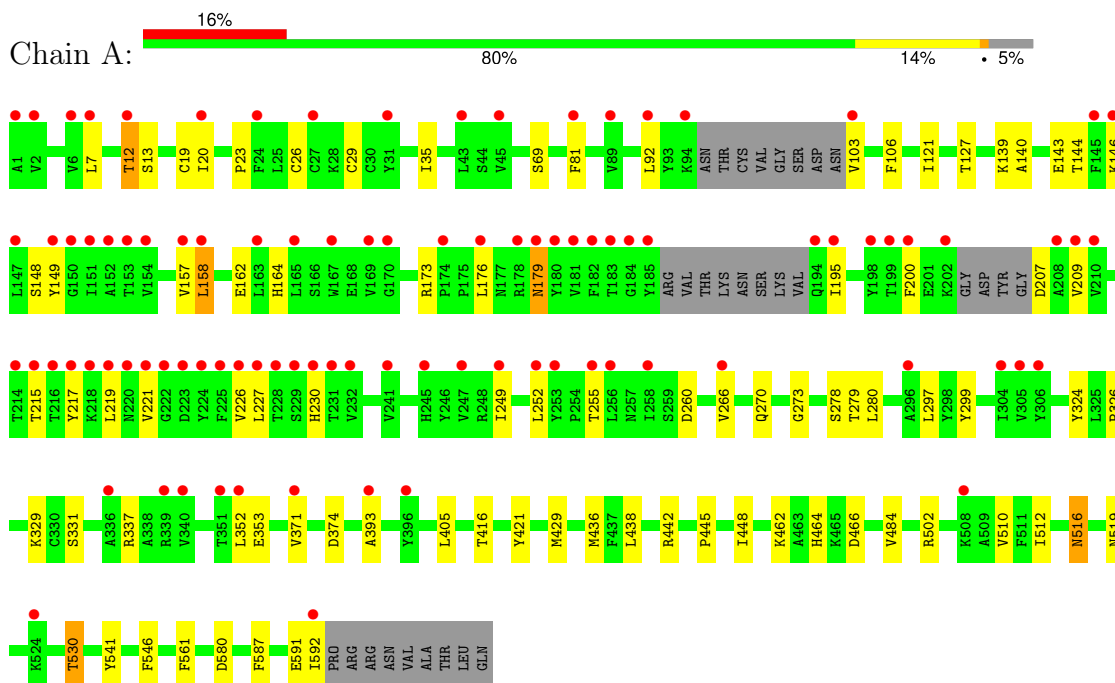 16%
Chain A:
80% 14% • 5%
A1 V2 V6 L7 T12 S13 C19 I20 P23 F24 L25 C26 C27 K28 C29 C30 Y31 I35 L43 S44 V45 S69 F81 V89 L92 Y93 K94 ASN THR CYS VAL GLY SER ASP ASN V103 F106 I121 T127 K139 A140 E143 T144 F145 K146
L147 S148 Y149 G150 I151 A152 T153 V154 V157 L158 E162 L163 H164 L165 S166 W167 E168 V169 G170 R173 P174 P175 L176 N177 R178 N179 Y180 V181 F182 T183 G184 Y185 ARG VAL THR LYS ASN SER LYS VAL Q194 I195 Y198 T199 F200 E201 K202 GLY ASP TYR GLY D207 A208 V209 V210
T214 T215 T216 Y217 K218 L219 N220 V221 G222 D223 Y224 F225 V226 L227 T228 S229 H230 T231 V232 V241 H245 Y246 V247 R248 I249 L252 Y253 P254 T255 L256 N257 I258 S259 D260 V266 Q270 G273 S278 T279 L280 A296 L297 Y298 Y299 I304 V305 Y306 Y324 L325 P326
K329 C330 S331 A336 R337 A338 R339 V340 T351 L352 E353 V371 D374 A393 Y396 L405 T416 Y421 M429 M436 F437 L438 R442 P445 I448 K462 A463 H464 K465 D466 V484 R502 K508 A509 V510 F511 I512 N516 N519
K524 T530 Y541 F546 F561 D580 F587 E591 I592 PRO ARG ARG ASN VAL ALA THR LEU GLN